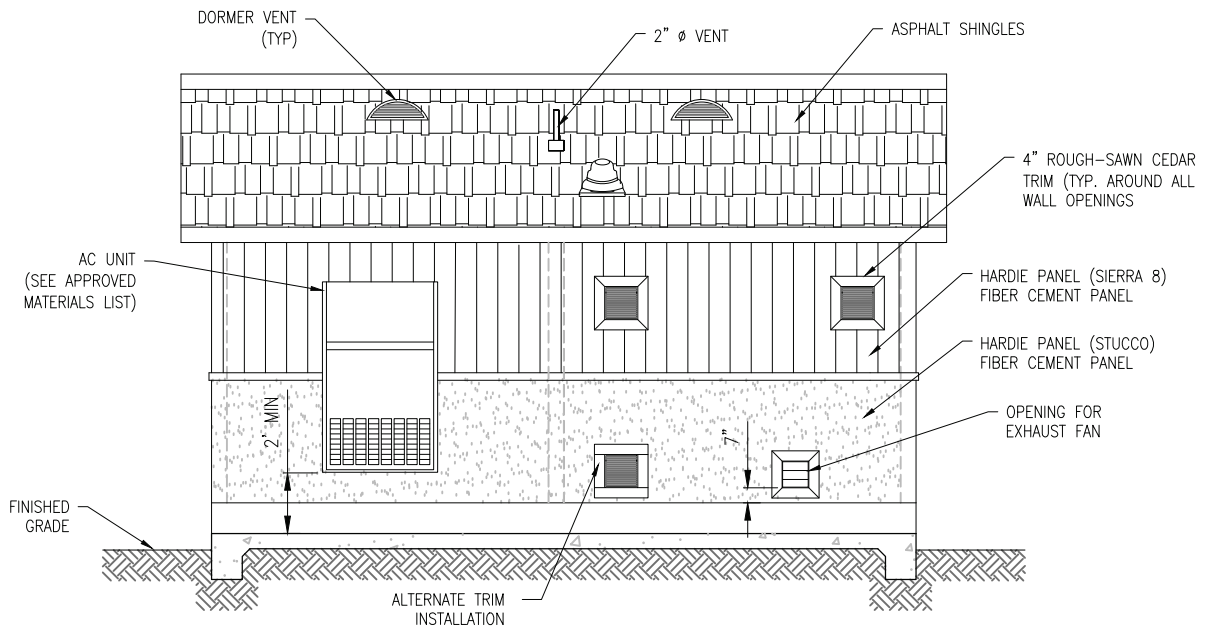 DORMER VENT
(TYP)
2" ø VENT
ASPHALT SHINGLES
4" ROUGH-SAWN CEDAR
TRIM (TYP. AROUND ALL
WALL OPENINGS
AC UNIT
(SEE APPROVED
MATERIALS LIST)
HARDIE PANEL (SIERRA 8)
FIBER CEMENT PANEL
HARDIE PANEL (STUCCO)
FIBER CEMENT PANEL
2' MIN
7"
OPENING FOR
EXHAUST FAN
FINISHED
GRADE
ALTERNATE TRIM
INSTALLATION